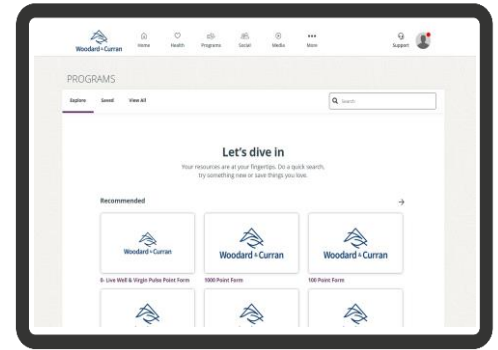 Woodard & Curran
Home
Health
Programs
Social
Media
More
Support
PROGRAMS
Explore
Saved
View All
Search
Let's dive in
Your resources are at your fingertips. Do a quick search,
try something new or save things you love.
Recommended
Woodard & Curran
Woodard & Curran
Woodard & Curran
0- Live Well & Virgin Pulse Point Form
1000 Point Form
100 Point Form